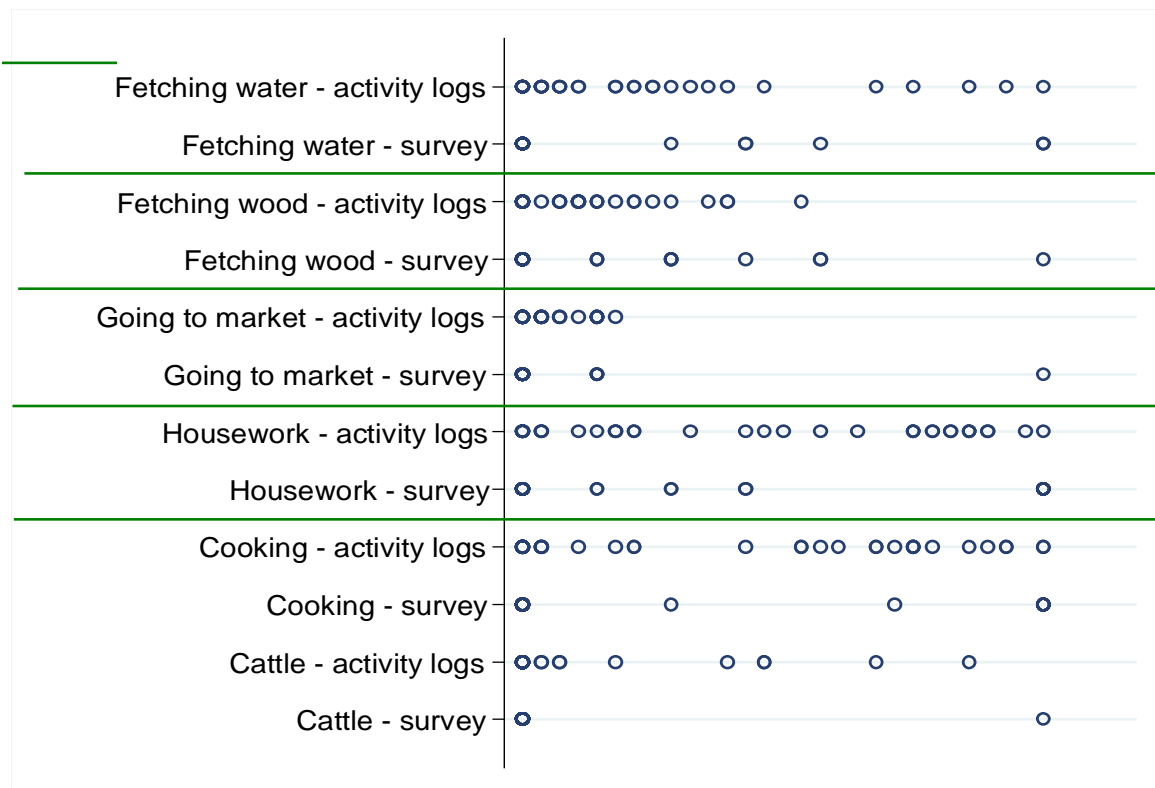 Fetching water - activity logs
Fetching water - survey
Fetching wood - activity logs
Fetching wood - survey
Going to market - activity logs
Going to market - survey
Housework - activity logs
Housework - survey
Cooking - activity logs
Cooking - survey
Cattle - activity logs
Cattle - survey